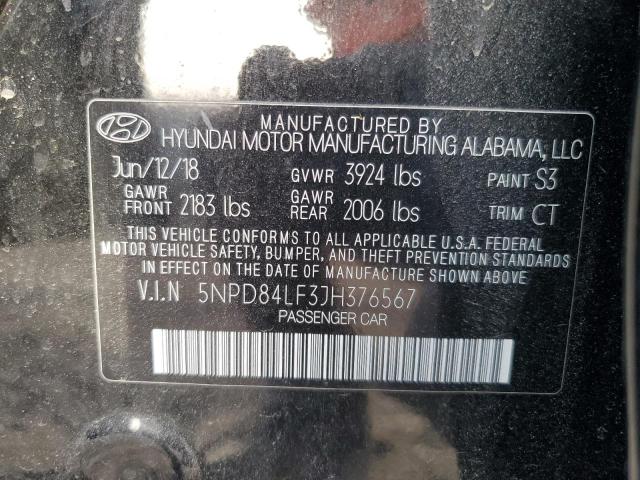 MANUFACTURED BY
HYUNDAI MOTOR MANUFACTURING ALABAMA, LLC
Jun/12/18 GVWR 3924 lbs PAINT S3
GAWR FRONT 2183 lbs GAWR REAR 2006 lbs TRIM CT
THIS VEHICLE CONFORMS TO ALL APPLICABLE U.S.A. FEDERAL
MOTOR VEHICLE SAFETY, BUMPER, AND THEFT PREVENTION STANDARDS
IN EFFECT ON THE DATE OF MANUFACTURE SHOWN ABOVE.
V.I.N 5NPD84LF3JH376567
PASSENGER CAR